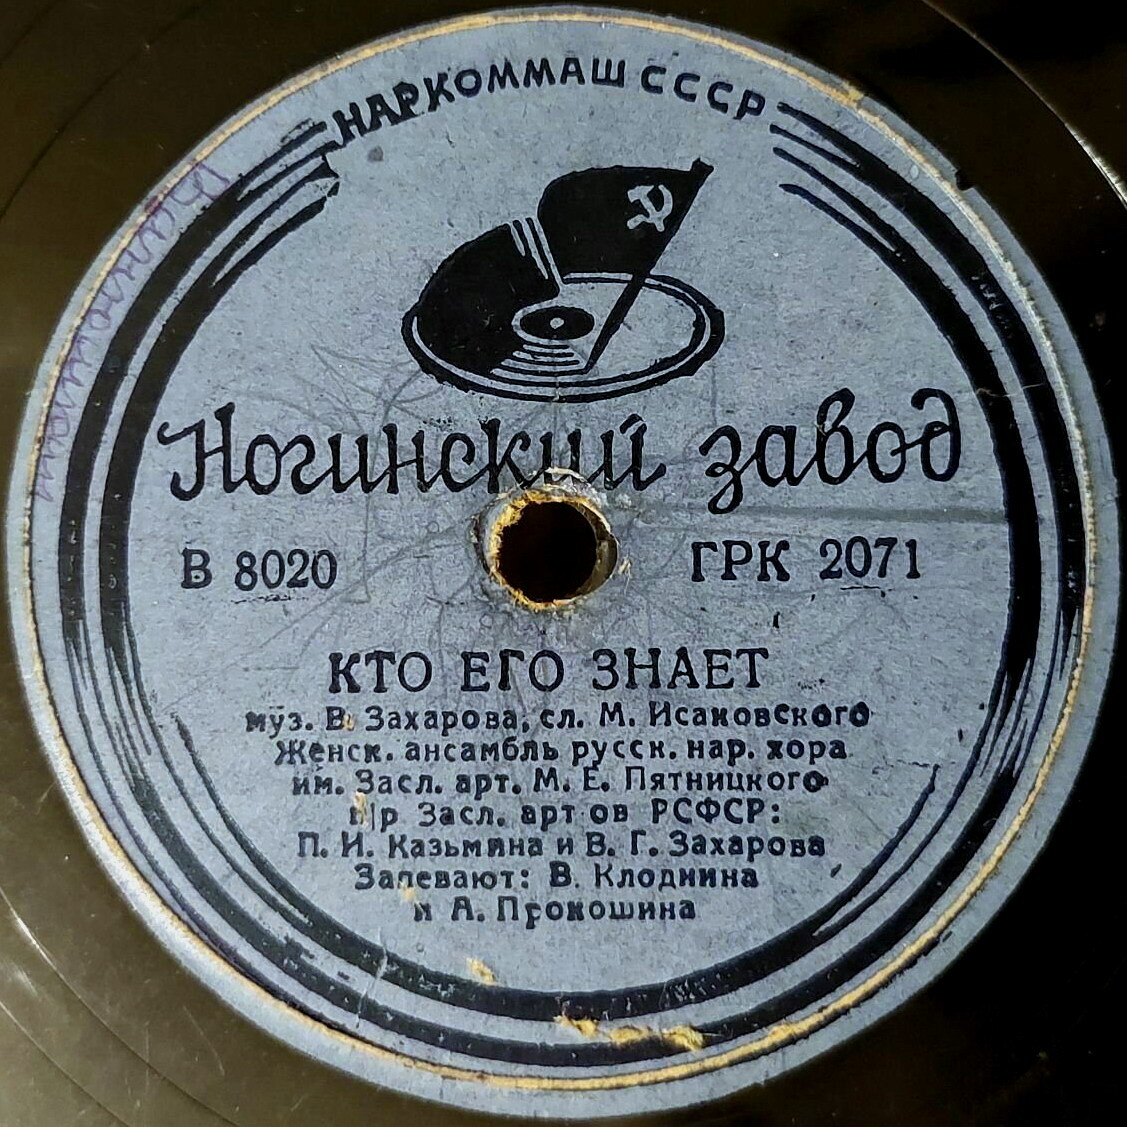 НАРКОММАШ СССР
Ногинский завод
В 8020 ГРК 2071
КТО ЕГО ЗНАЕТ
муз. В. Захарова, сл. М. Исаковского
Женск. ансамбль русск. нар. хора
им. Засл. арт. М. Е. Пятницкого
п|р Засл. арт ов РСФСР:
П. И. Казьмина и В. Г. Захарова
Запевают: В. Клоднина
и А. Прокошина